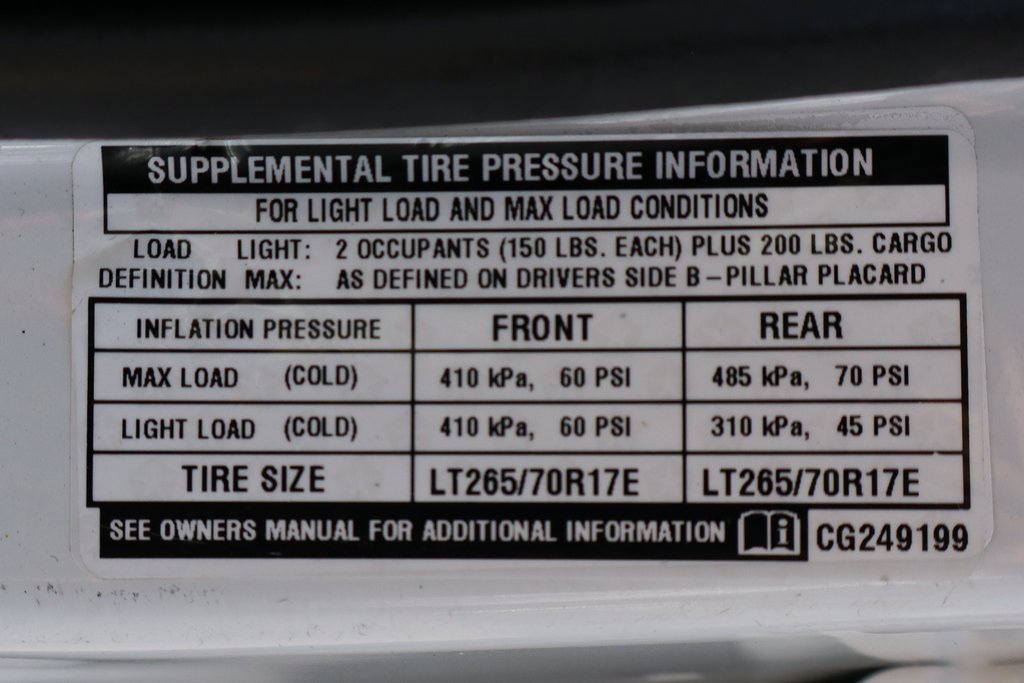 SUPPLEMENTAL TIRE PRESSURE INFORMATION
FOR LIGHT LOAD AND MAX LOAD CONDITIONS
LOAD LIGHT: 2 OCCUPANTS (150 LBS. EACH) PLUS 200 LBS. CARGO
DEFINITION MAX: AS DEFINED ON DRIVERS SIDE B-PILLAR PLACARD
INFLATION PRESSURE FRONT REAR
MAX LOAD (COLD) 410 kPa, 60 PSI 485 kPa, 70 PSI
LIGHT LOAD (COLD) 410 kPa, 60 PSI 310 kPa, 45 PSI
TIRE SIZE LT265/70R17E LT265/70R17E
SEE OWNERS MANUAL FOR ADDITIONAL INFORMATION i CG249199